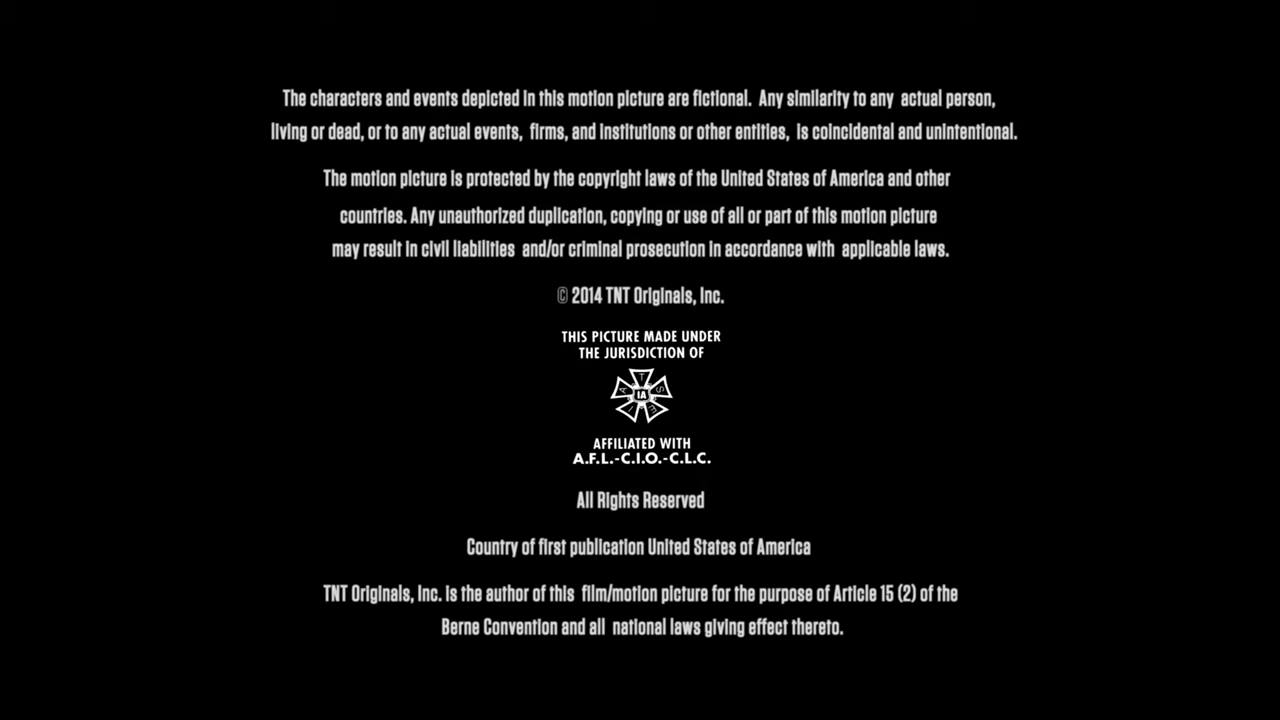 The characters and events depicted in this motion picture are fictional. Any similarity to any actual person,
living or dead, or to any actual events, firms, and institutions or other entities, is coincidental and unintentional.
The motion picture is protected by the copyright laws of the United States of America and other
countries. Any unauthorized duplication, copying or use of all or part of this motion picture
may result in civil liabilities and/or criminal prosecution in accordance with applicable laws.
© 2014 TNT Originals, Inc.
THIS PICTURE MADE UNDER
THE JURISDICTION OF
I A T S E
IA
AFFILIATED WITH
A.F.L.-C.I.O.-C.L.C.
All Rights Reserved
Country of first publication United States of America
TNT Originals, Inc. is the author of this film/motion picture for the purpose of Article 15 (2) of the
Berne Convention and all national laws giving effect thereto.